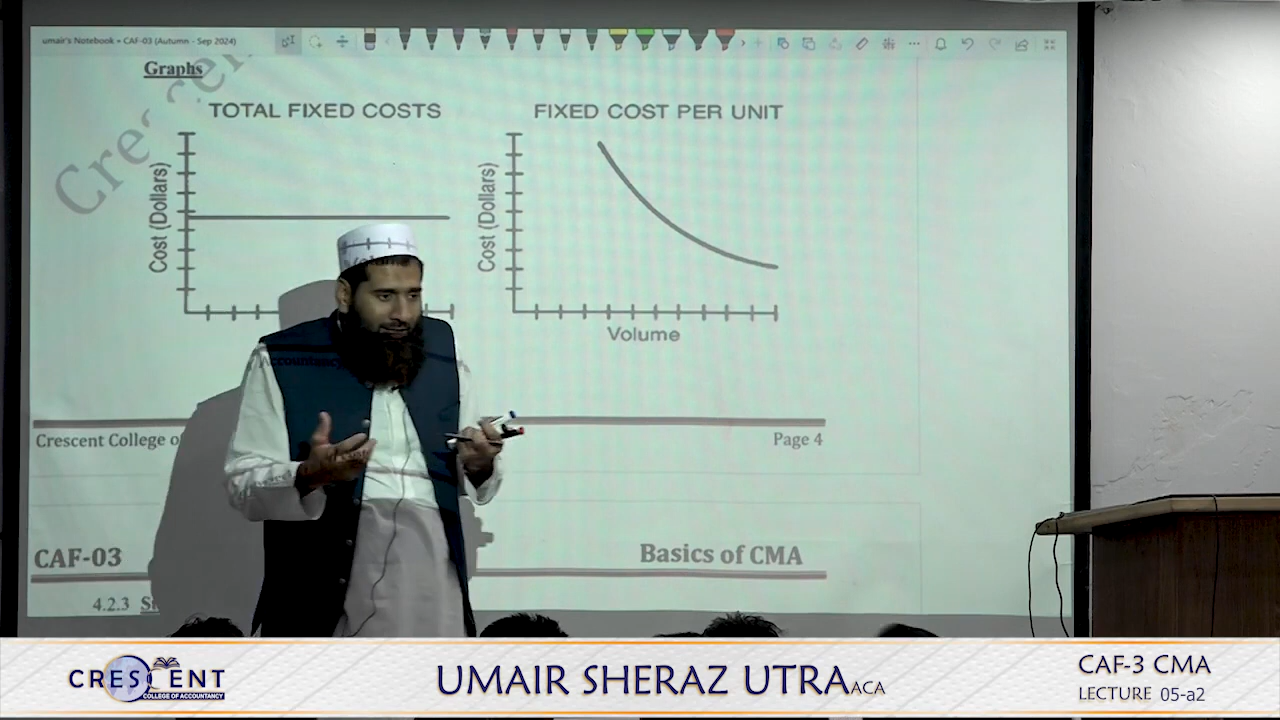 umair's Notebook » CAF-03 (Autumn - Sep 2024)
Graphs
TOTAL FIXED COSTS
FIXED COST PER UNIT
Cost (Dollars)
Cost (Dollars)
Volume
Crescent College o
Page 4
CAF-03
Basics of CMA
4.2.3
CRESCENT
COLLEGE OF ACCOUNTANCY
UMAIR SHERAZ UTRA, ACA
CAF-3 CMA
LECTURE 05-a2